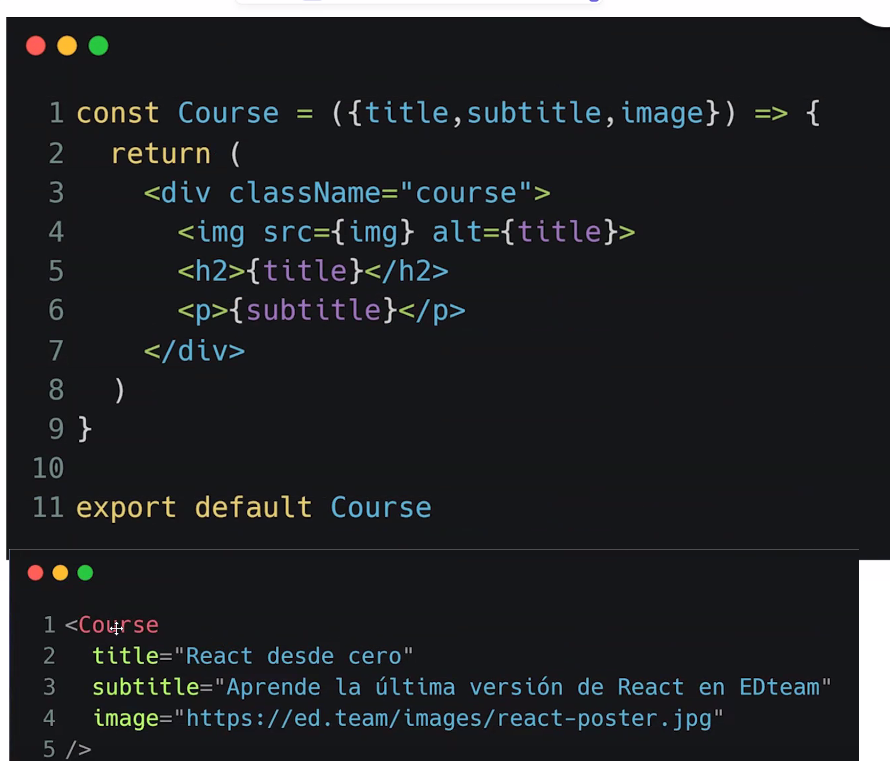 1 const Course = ({title,subtitle,image}) => {
2 return (
3 <div className="course">
4 <img src={img} alt={title}>
5 <h2>{title}</h2>
6 <p>{subtitle}</p>
7 </div>
8 )
9 }
10
11 export default Course
1 <Course
2 title="React desde cero"
3 subtitle="Aprende la última versión de React en EDteam"
4 image="https://ed.team/images/react-poster.jpg"
5 />